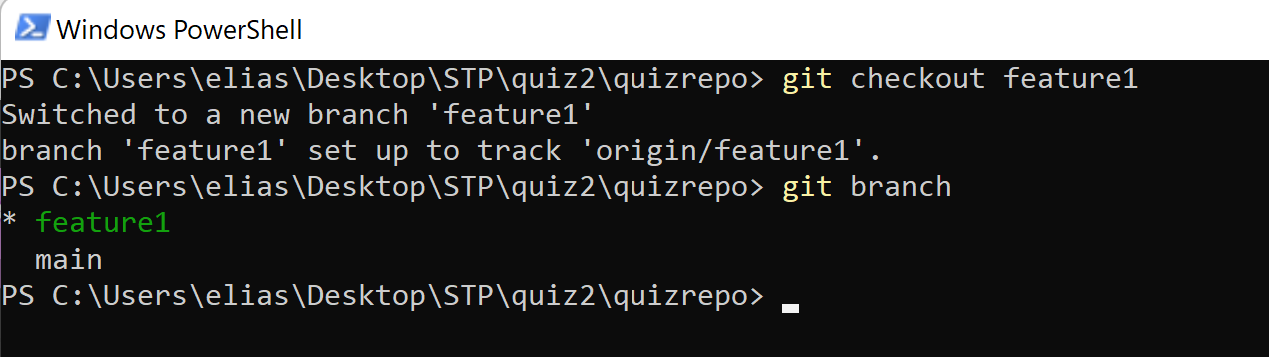 Windows PowerShell
PS C:\Users\elias\Desktop\STP\quiz2\quizrepo> git checkout feature1
Switched to a new branch 'feature1'
branch 'feature1' set up to track 'origin/feature1'.
PS C:\Users\elias\Desktop\STP\quiz2\quizrepo> git branch
* feature1
  main
PS C:\Users\elias\Desktop\STP\quiz2\quizrepo>